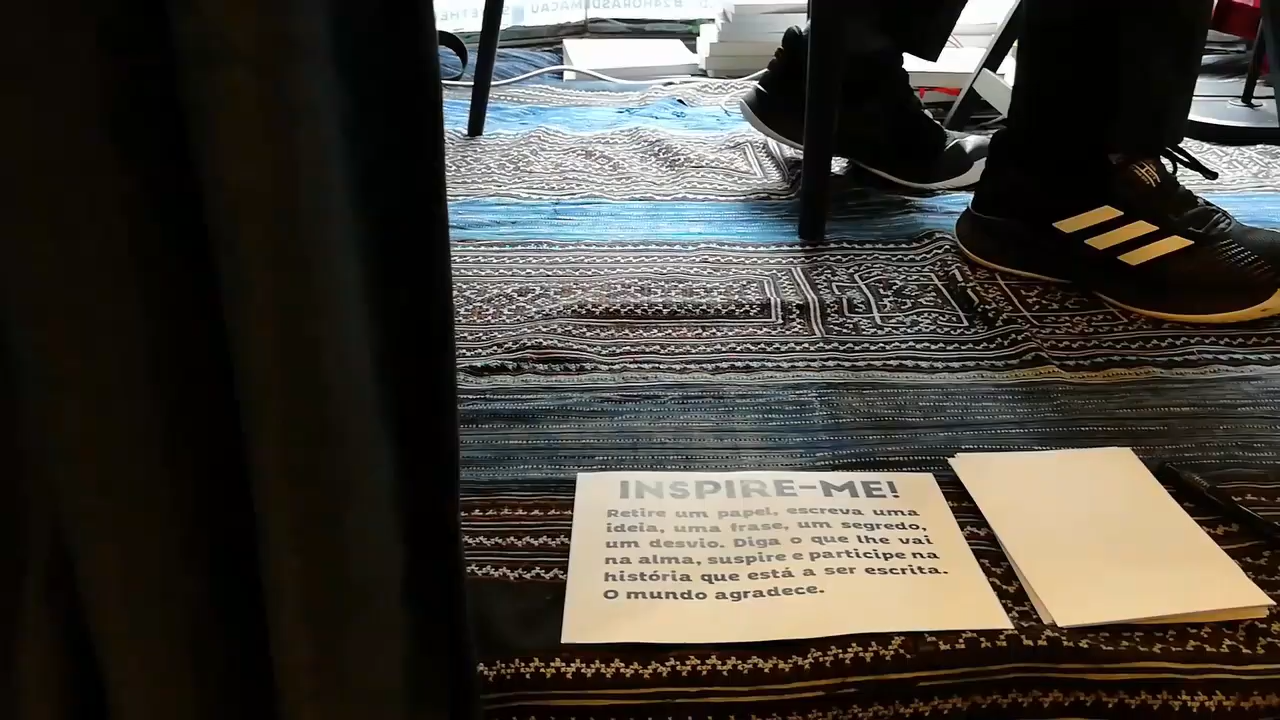 INSPIRE-ME!
Retire um papel, escreva uma
ideia, uma frase, um segredo,
um desvio. Diga o que lhe vai
na alma, suspire e participe na
história que está a ser escrita.
O mundo agradece.